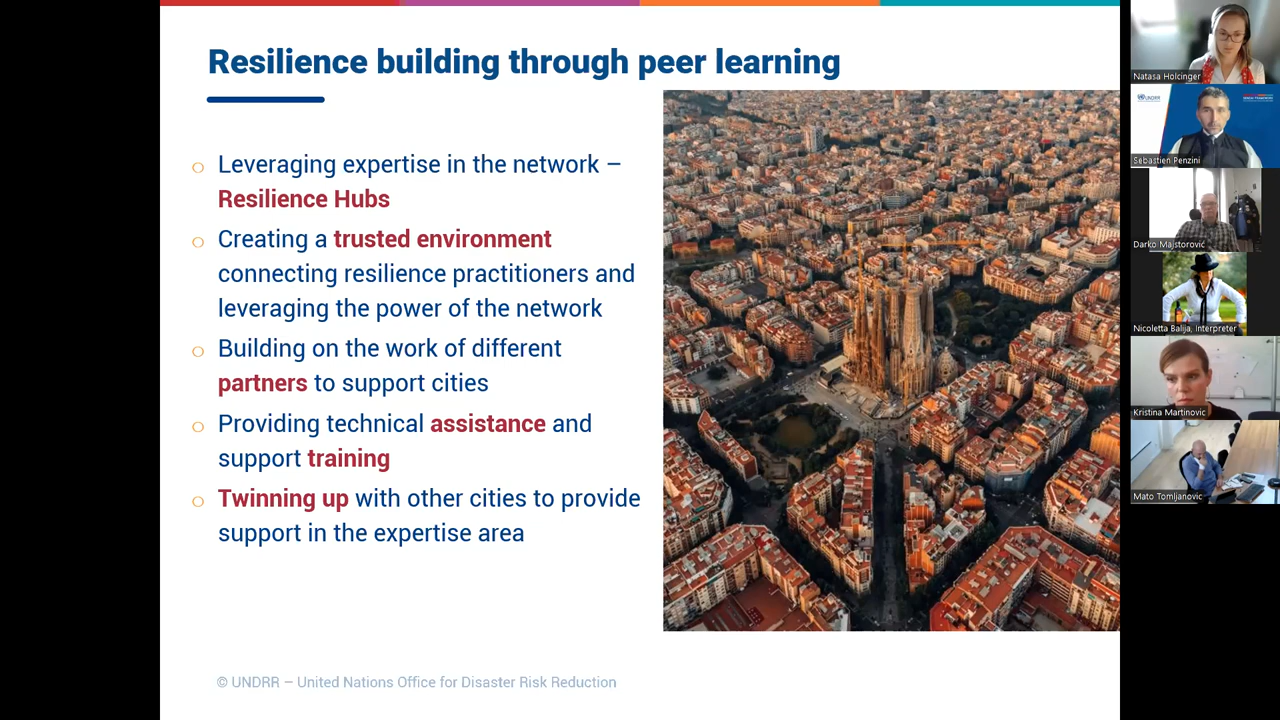 Resilience building through peer learning
Leveraging expertise in the network –
Resilience Hubs
Creating a trusted environment
connecting resilience practitioners and
leveraging the power of the network
Building on the work of different
partners to support cities
Providing technical assistance and
support training
Twinning up with other cities to provide
support in the expertise area
© UNDRR – United Nations Office for Disaster Risk Reduction
Natasa Holcinger
UNDRR
Sebastien Penzini
Darko Majstorović
Nicoletta Balija, Interpreter
Kristina Martinovic
Mato Tomljanovic